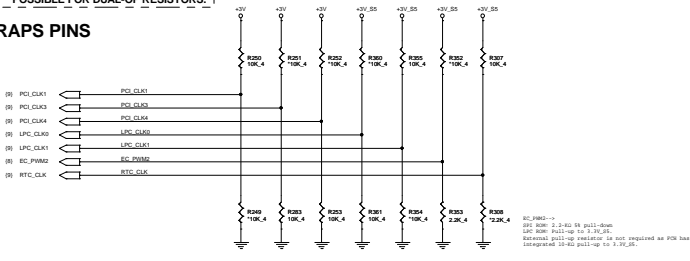 POSSIBLE FOR DUAL-OP RESISTORS.
RAPS PINS
+3V +3V +3V +3V_S5 +3V_S5 +3V_S5 +3V
R250 R251 R252 R360 R355 R352 R307
10K_4 *10K_4 *10K_4 *10K_4 10K_4 *10K_4 10K_4
(9) PCI_CLK1 PCI_CLK1
(9) PCI_CLK3 PCI_CLK3
(9) PCI_CLK4 PCI_CLK4
(9) LPC_CLK0 LPC_CLK0
(9) LPC_CLK1 LPC_CLK1
(8) EC_PWM2 EC_PWM2
(9) RTC_CLK RTC_CLK
R249 R283 R253 R361 R354 R353 R308
*10K_4 10K_4 10K_4 10K_4 *10K_4 2.2K_4 *2.2K_4
EC_PWM2-->
SPI ROM: 2.2-KΩ 5% pull-down
LPC ROM: Pull-up to 3.3V_S5.
External pull-up resistor is not required as FCH has
integrated 10-KΩ pull-up to 3.3V_S5.